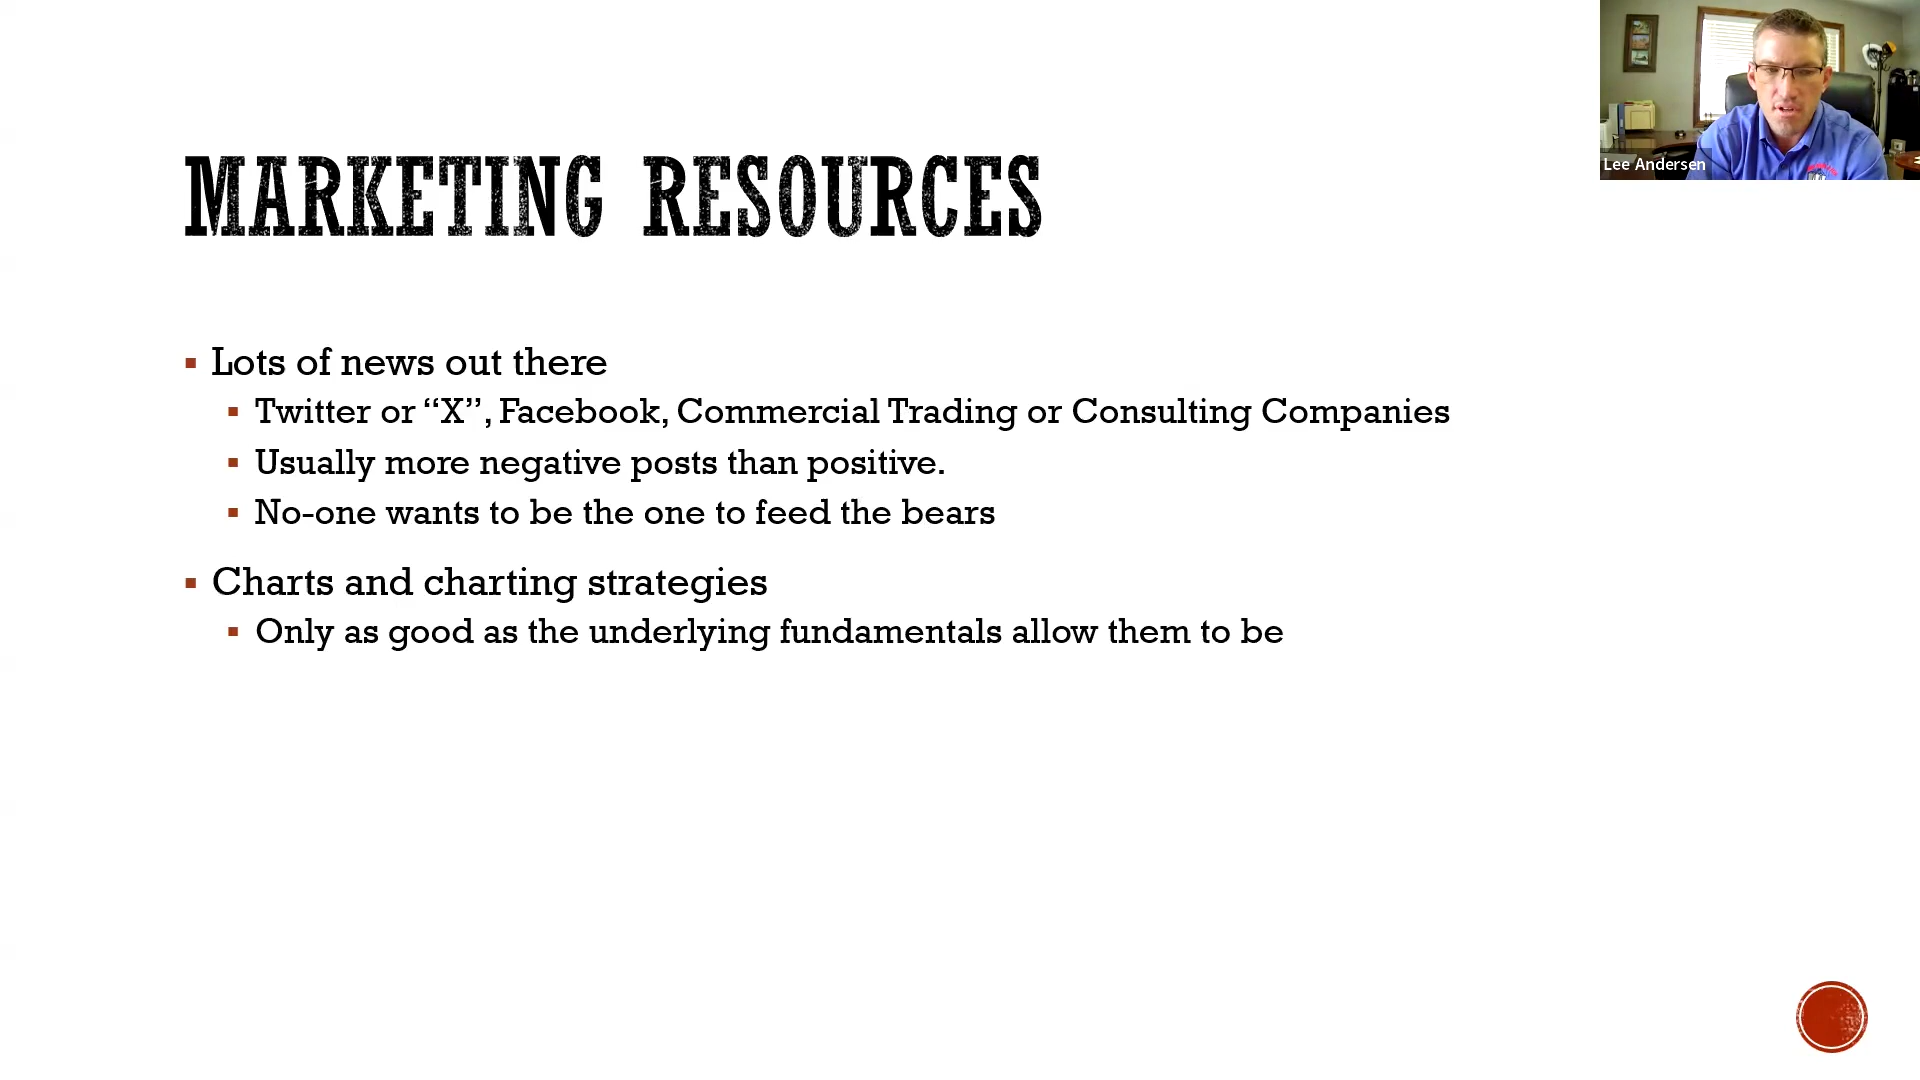 MARKETING RESOURCES
Lee Andersen
Lots of news out there
Twitter or “X”, Facebook, Commercial Trading or Consulting Companies
Usually more negative posts than positive.
No-one wants to be the one to feed the bears
Charts and charting strategies
Only as good as the underlying fundamentals allow them to be